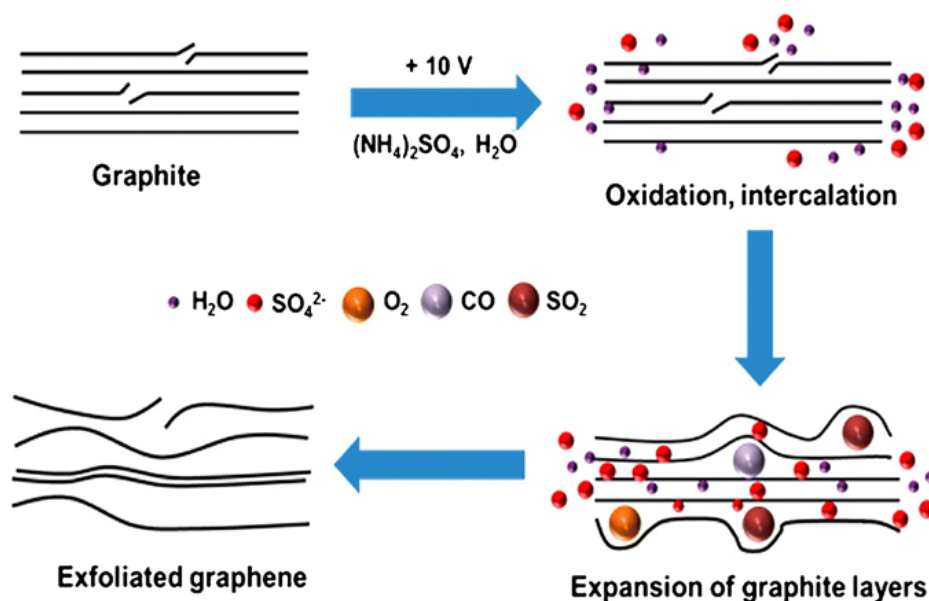 + 10 V
(NH₄)₂SO₄, H₂O
Graphite
Oxidation, intercalation
H₂O SO₄²⁻ O₂ CO SO₂
Exfoliated graphene
Expansion of graphite layers